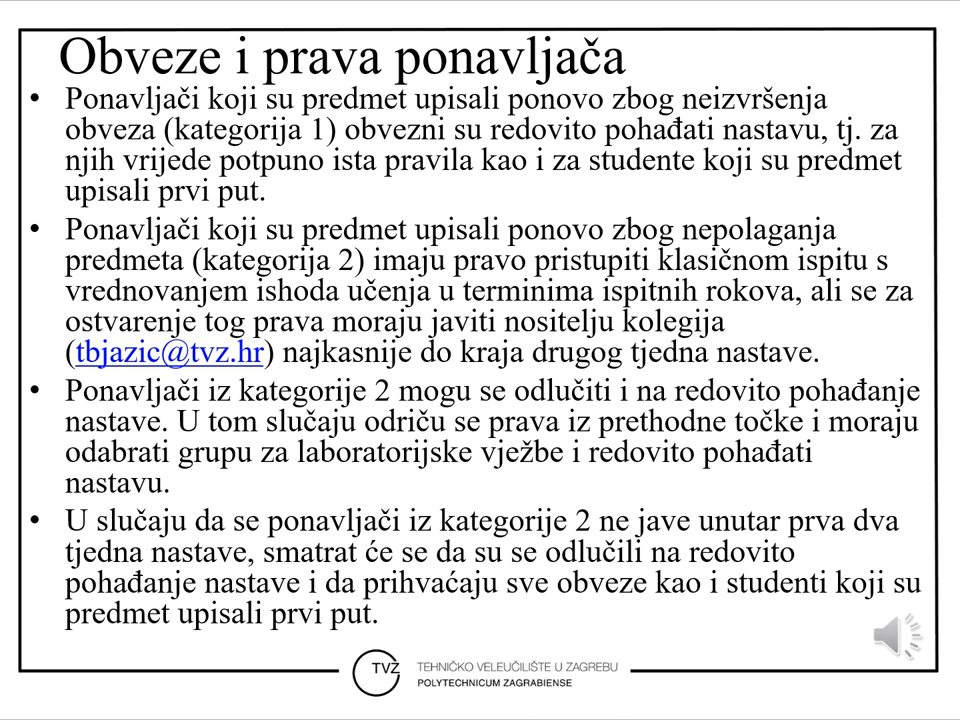 Obveze i prava ponavljača
• Ponavljači koji su predmet upisali ponovo zbog neizvršenja
obveza (kategorija 1) obvezni su redovito pohađati nastavu, tj. za
njih vrijede potpuno ista pravila kao i za studente koji su predmet
upisali prvi put.
• Ponavljači koji su predmet upisali ponovo zbog nepolaganja
predmeta (kategorija 2) imaju pravo pristupiti klasičnom ispitu s
vrednovanjem ishoda učenja u terminima ispitnih rokova, ali se za
ostvarenje tog prava moraju javiti nositelju kolegija
(tbjazic@tvz.hr) najkasnije do kraja drugog tjedna nastave.
• Ponavljači iz kategorije 2 mogu se odlučiti i na redovito pohađanje
nastave. U tom slučaju odriču se prava iz prethodne točke i moraju
odabrati grupu za laboratorijske vježbe i redovito pohađati
nastavu.
• U slučaju da se ponavljači iz kategorije 2 ne jave unutar prva dva
tjedna nastave, smatrat će se da su se odlučili na redovito
pohađanje nastave i da prihvaćaju sve obveze kao i studenti koji su
predmet upisali prvi put.
TVZ
TEHNIČKO VELEUČILIŠTE U ZAGREBU
POLYTECHNICUM ZAGRABIENSE